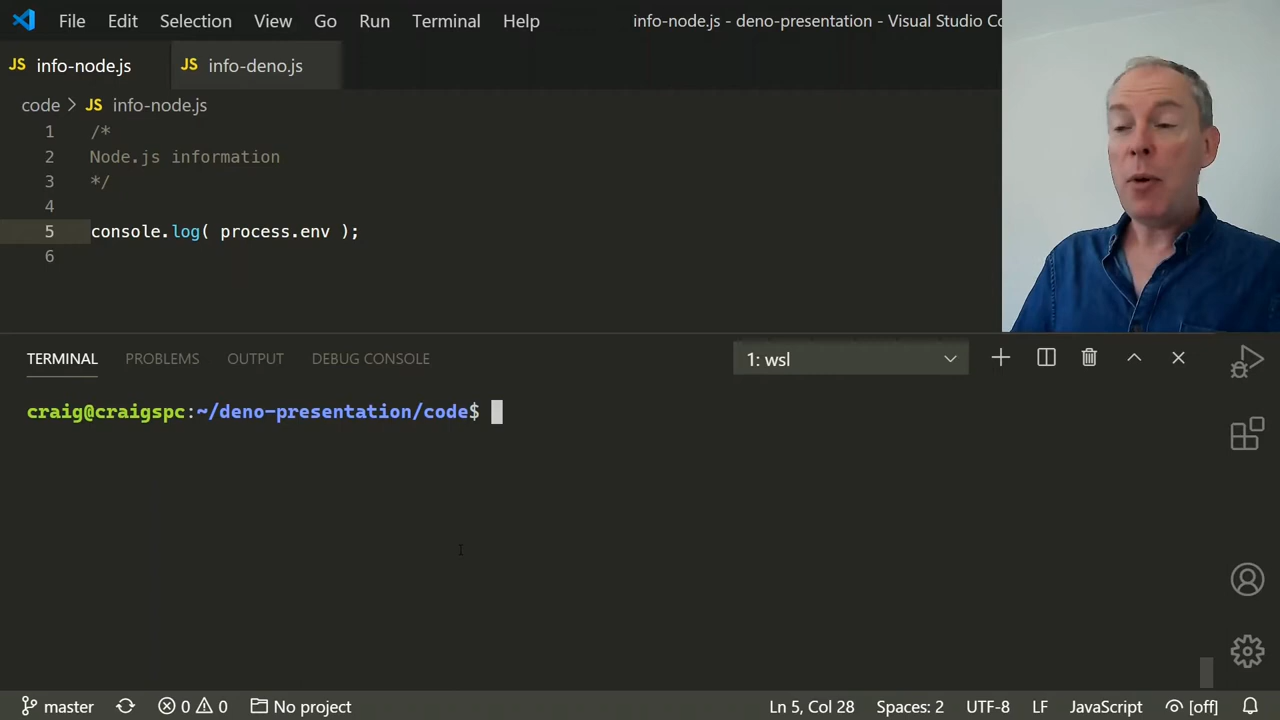 File Edit Selection View Go Run Terminal Help info-node.js - deno-presentation - Visual Studio Co
JS info-node.js JS info-deno.js
code > JS info-node.js
1 /*
2 Node.js information
3 */
4
5 console.log( process.env );
6
TERMINAL PROBLEMS OUTPUT DEBUG CONSOLE 1: wsl
craig@craigspc:~/deno-presentation/code$
master 0 0 No project Ln 5, Col 28 Spaces: 2 UTF-8 LF JavaScript [off]